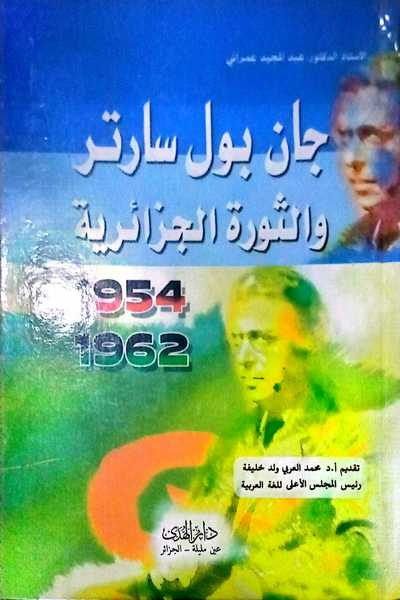 الأستاذ الدكتور عبد المجيد عمراني
جان بول سارتر
والثورة الجزائرية
1954
1962
تقديم أ.د محمد العربي ولد خليفة
رئيس المجلس الأعلى للغة العربية
دار الهدى
عين مليلة - الجزائر